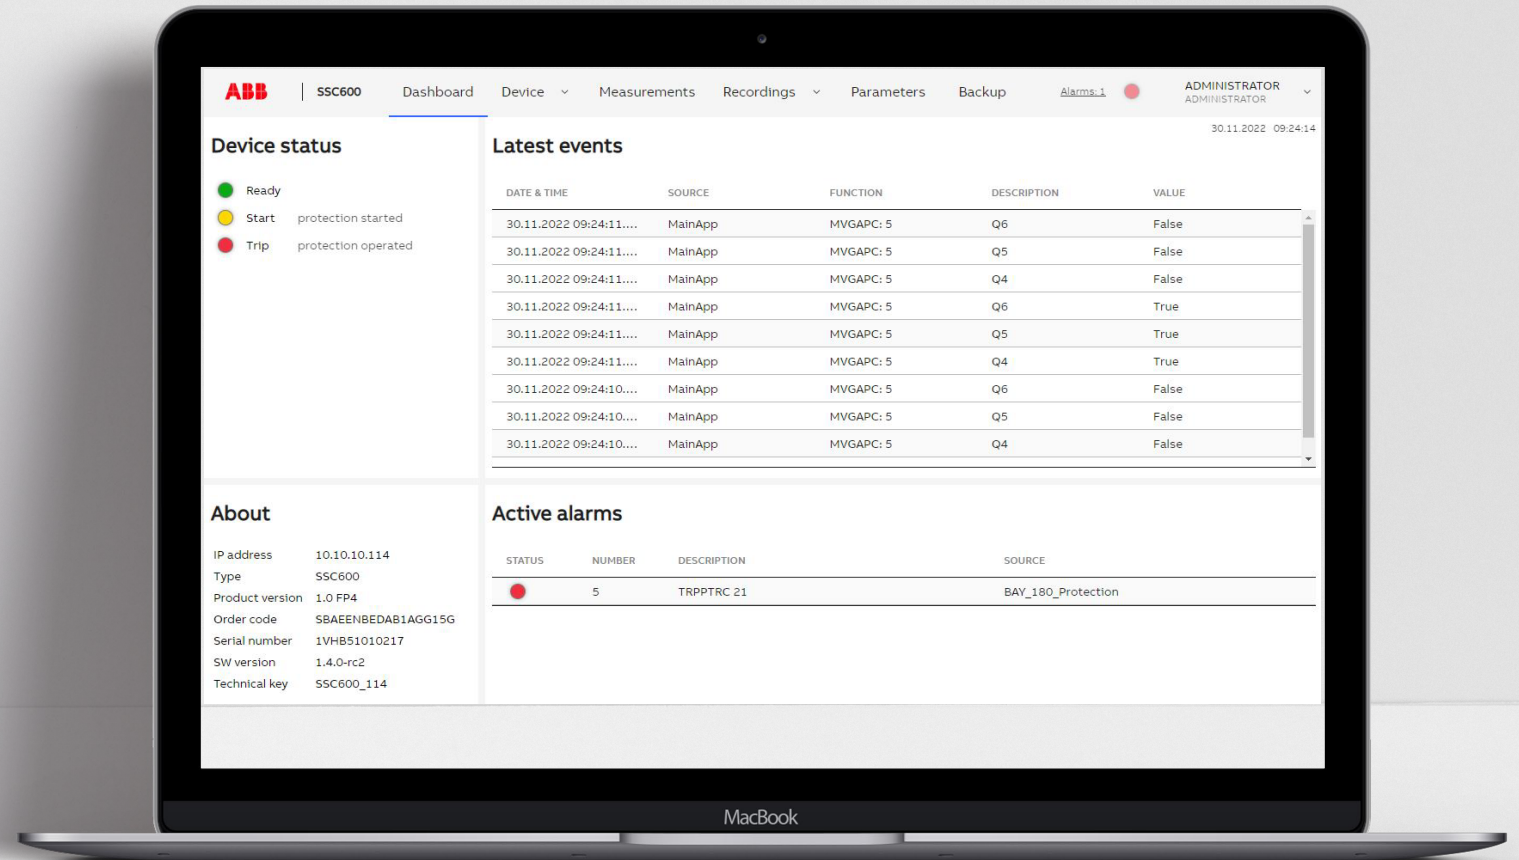 ABB SSC600 Dashboard Device Measurements Recordings Parameters Backup Alarms: 1 ADMINISTRATOR
ADMINISTRATOR
30.11.2022 09:24:14
Device status
Ready
Start protection started
Trip protection operated
Latest events
DATE & TIME SOURCE FUNCTION DESCRIPTION VALUE
30.11.2022 09:24:11.... MainApp MVGAPC: 5 Q6 False
30.11.2022 09:24:11.... MainApp MVGAPC: 5 Q5 False
30.11.2022 09:24:11.... MainApp MVGAPC: 5 Q4 False
30.11.2022 09:24:11.... MainApp MVGAPC: 5 Q6 True
30.11.2022 09:24:11.... MainApp MVGAPC: 5 Q5 True
30.11.2022 09:24:11.... MainApp MVGAPC: 5 Q4 True
30.11.2022 09:24:10.... MainApp MVGAPC: 5 Q6 False
30.11.2022 09:24:10.... MainApp MVGAPC: 5 Q5 False
30.11.2022 09:24:10.... MainApp MVGAPC: 5 Q4 False
About
IP address 10.10.10.114
Type SSC600
Product version 1.0 FP4
Order code SBAEENBEDAB1AGG15G
Serial number 1VHB51010217
SW version 1.4.0-rc2
Technical key SSC600_114
Active alarms
STATUS NUMBER DESCRIPTION SOURCE
5 TRPPTRC 21 BAY_180_Protection
MacBook